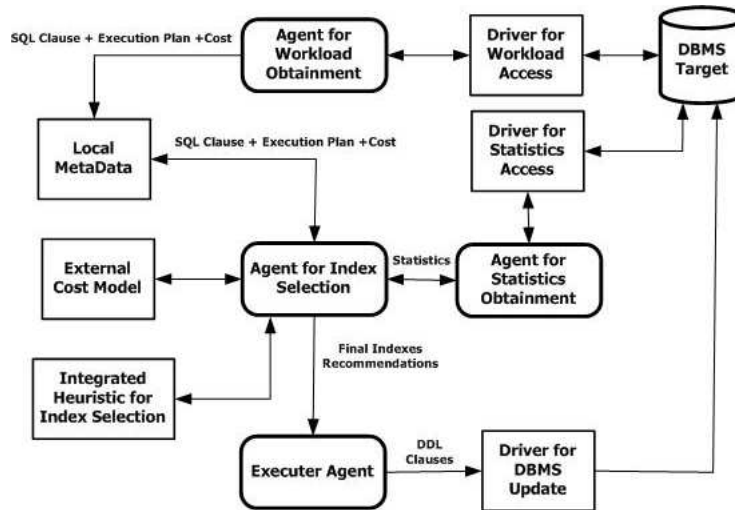 SQL Clause + Execution Plan +Cost
Agent for
Workload
Obtainment
Driver for
Workload
Access
DBMS
Target
Local
MetaData
SQL Clause + Execution Plan +Cost
Driver for
Statistics
Access
External
Cost Model
Agent for Index
Selection
Statistics
Agent for
Statistics
Obtainment
Final Indexes
Recommendations
Integrated
Heuristic for
Index Selection
Executer Agent
DDL
Clauses
Driver for
DBMS
Update